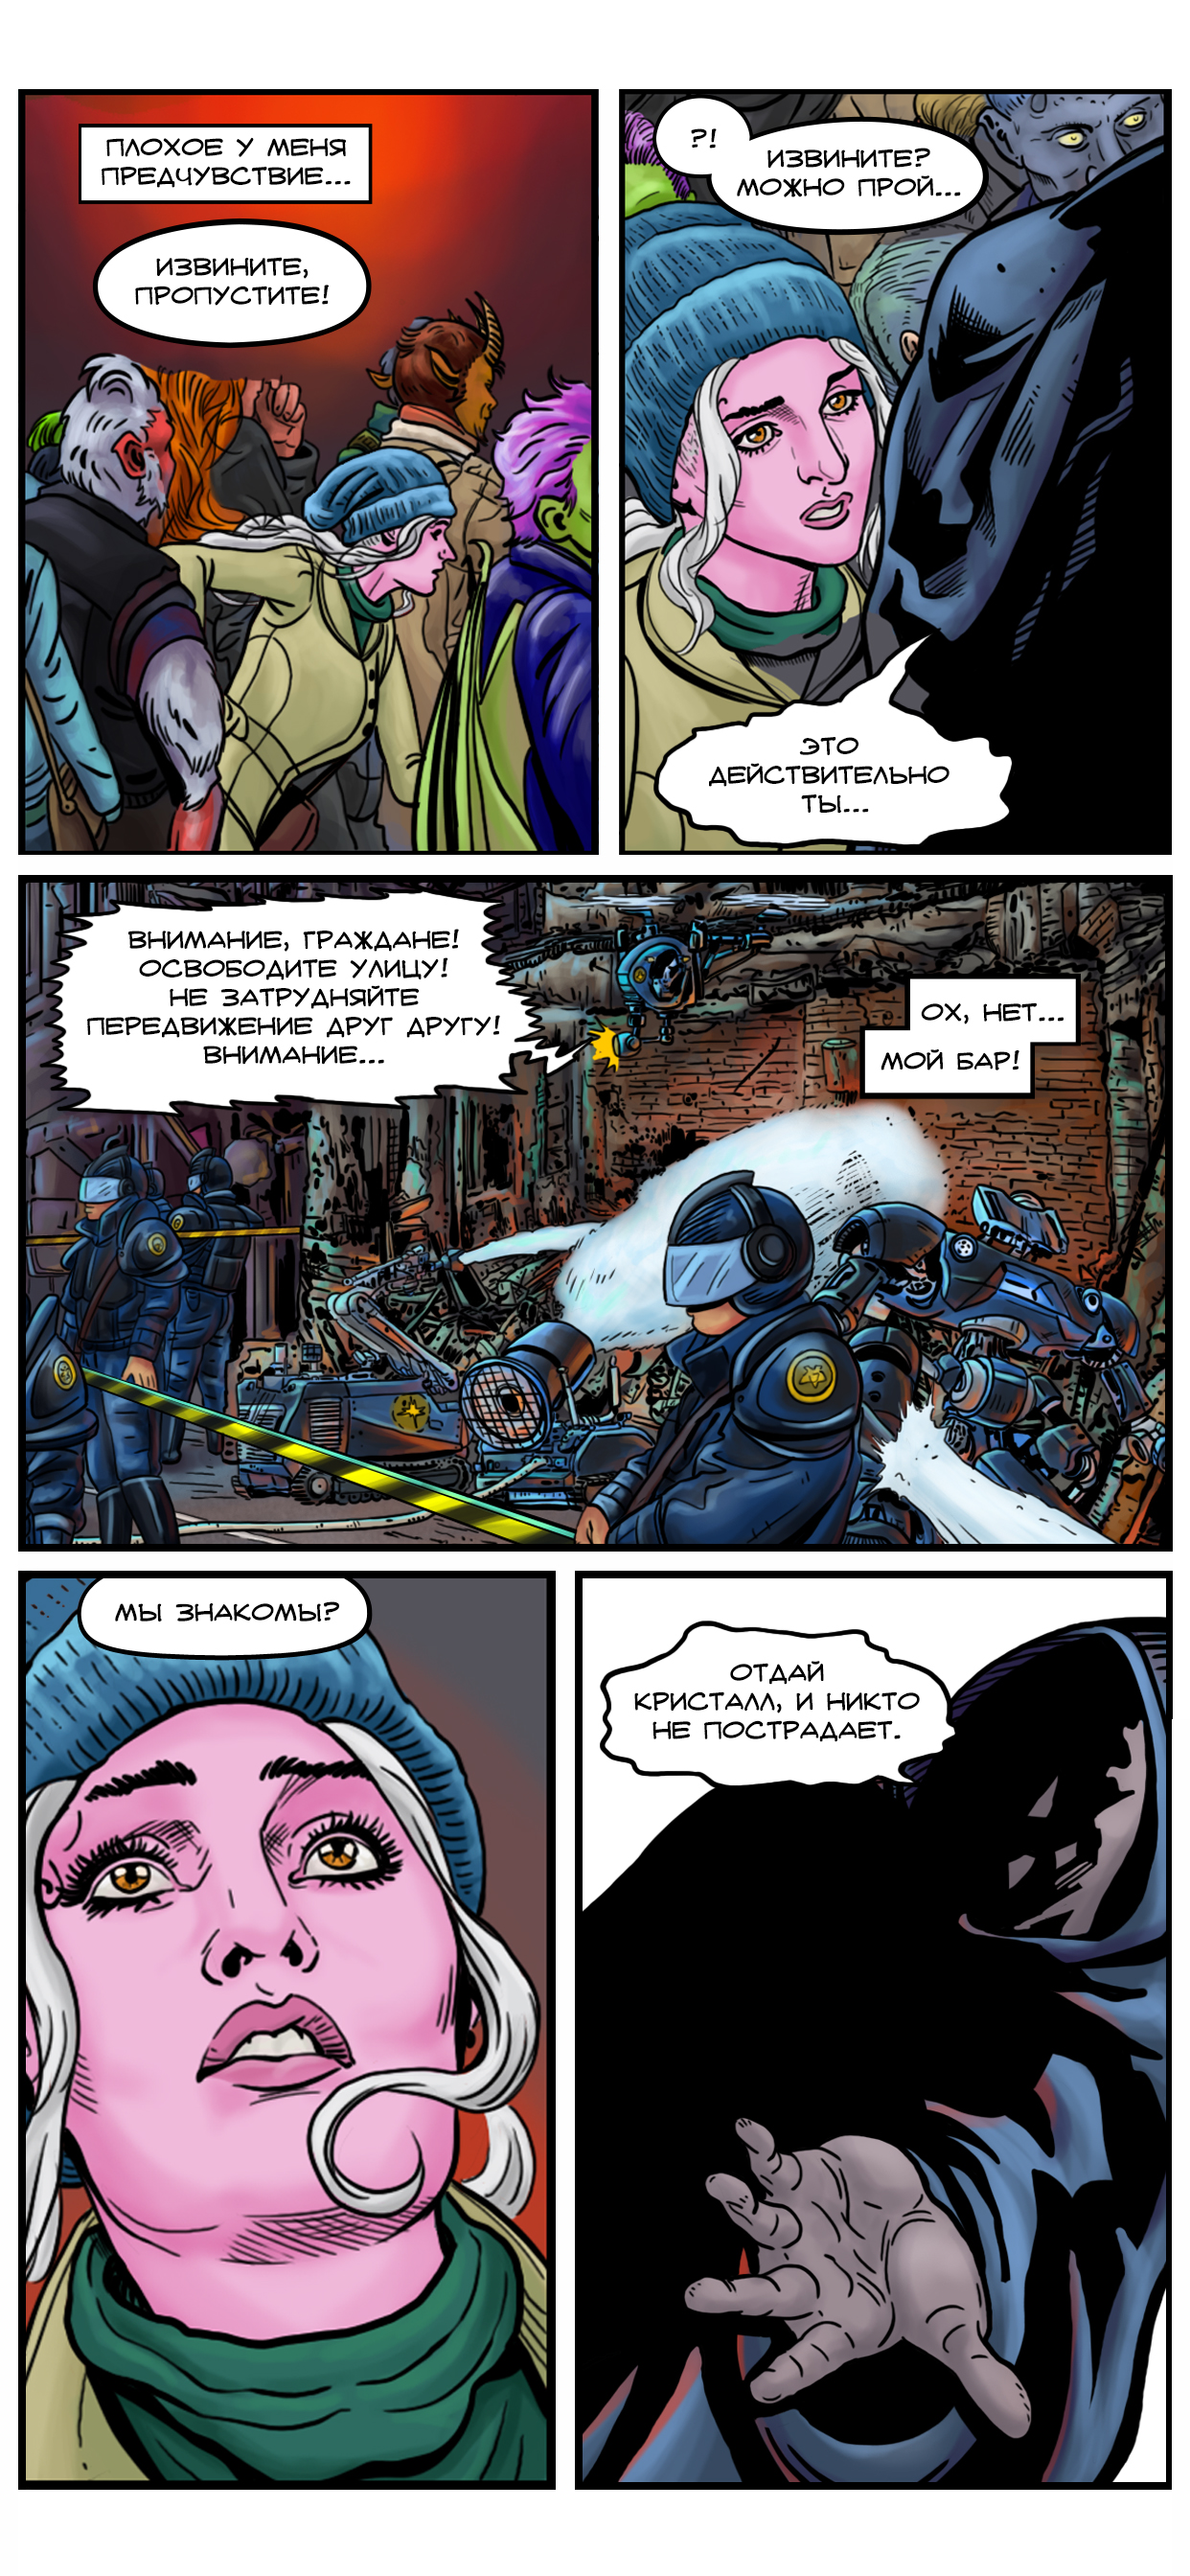 ПЛОХОЕ У МЕНЯ
ПРЕДЧУВСТВИЕ...
ИЗВИНИТЕ,
ПРОПУСТИТЕ!
?!
ИЗВИНИТЕ?
МОЖНО ПРОЙ...
ЭТО
ДЕЙСТВИТЕЛЬНО
ТЫ...
ВНИМАНИЕ, ГРАЖДАНЕ!
ОСВОБОДИТЕ УЛИЦУ!
НЕ ЗАТРУДНЯЙТЕ
ПЕРЕДВИЖЕНИЕ ДРУГ ДРУГУ!
ВНИМАНИЕ...
ОХ, НЕТ...
МОЙ БАР!
МЫ ЗНАКОМЫ?
ОТДАЙ
КРИСТАЛЛ, И НИКТО
НЕ ПОСТРАДАЕТ.